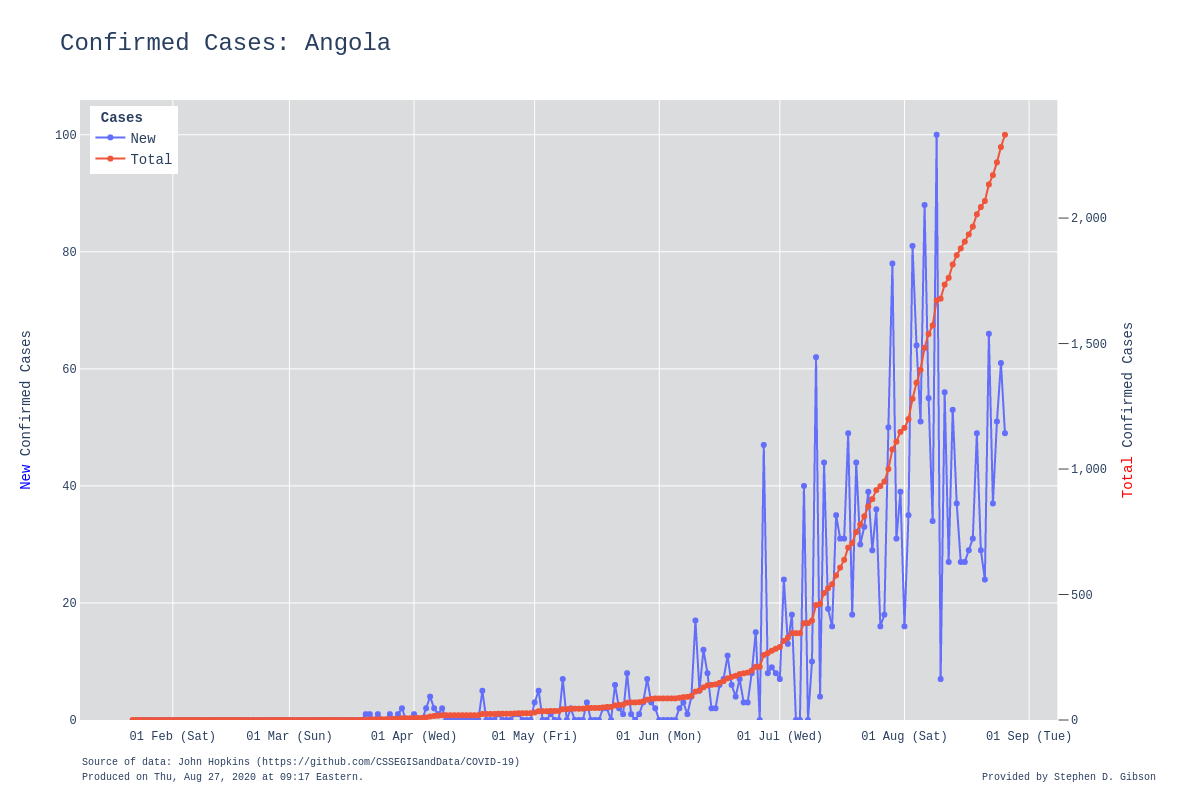 Confirmed Cases: Angola
Cases
New
Total
100
80
60
40
20
0
2,000
1,500
1,000
500
0
New Confirmed Cases
Total Confirmed Cases
01 Feb (Sat)
01 Mar (Sun)
01 Apr (Wed)
01 May (Fri)
01 Jun (Mon)
01 Jul (Wed)
01 Aug (Sat)
01 Sep (Tue)
Source of data: John Hopkins (https://github.com/CSSEGISandData/COVID-19)
Produced on Thu, Aug 27, 2020 at 09:17 Eastern.
Provided by Stephen D. Gibson